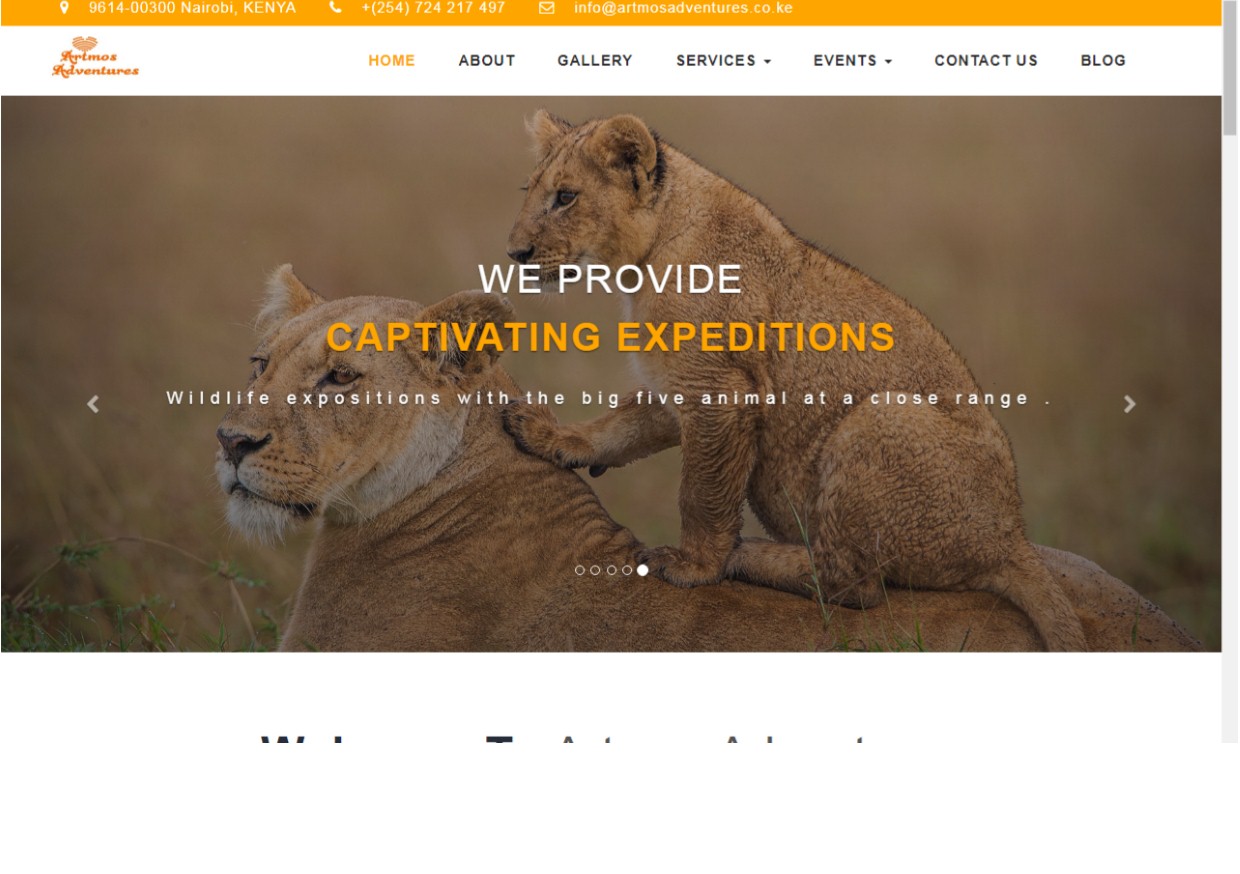 9614-00300 Nairobi, KENYA +(254) 724 217 497 info@artmosadventures.co.ke
Artmos
Adventures
HOME ABOUT GALLERY SERVICES EVENTS CONTACT US BLOG
WE PROVIDE
CAPTIVATING EXPEDITIONS
Wildlife expositions with the big five animal at a close range .